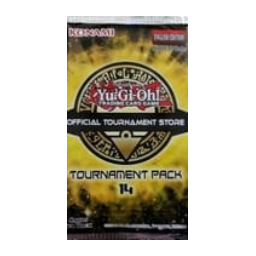 KONAMI
Yu-Gi-Oh!
TRADING CARD GAME
OFFICIAL TOURNAMENT STORE
TOURNAMENT PACK
14